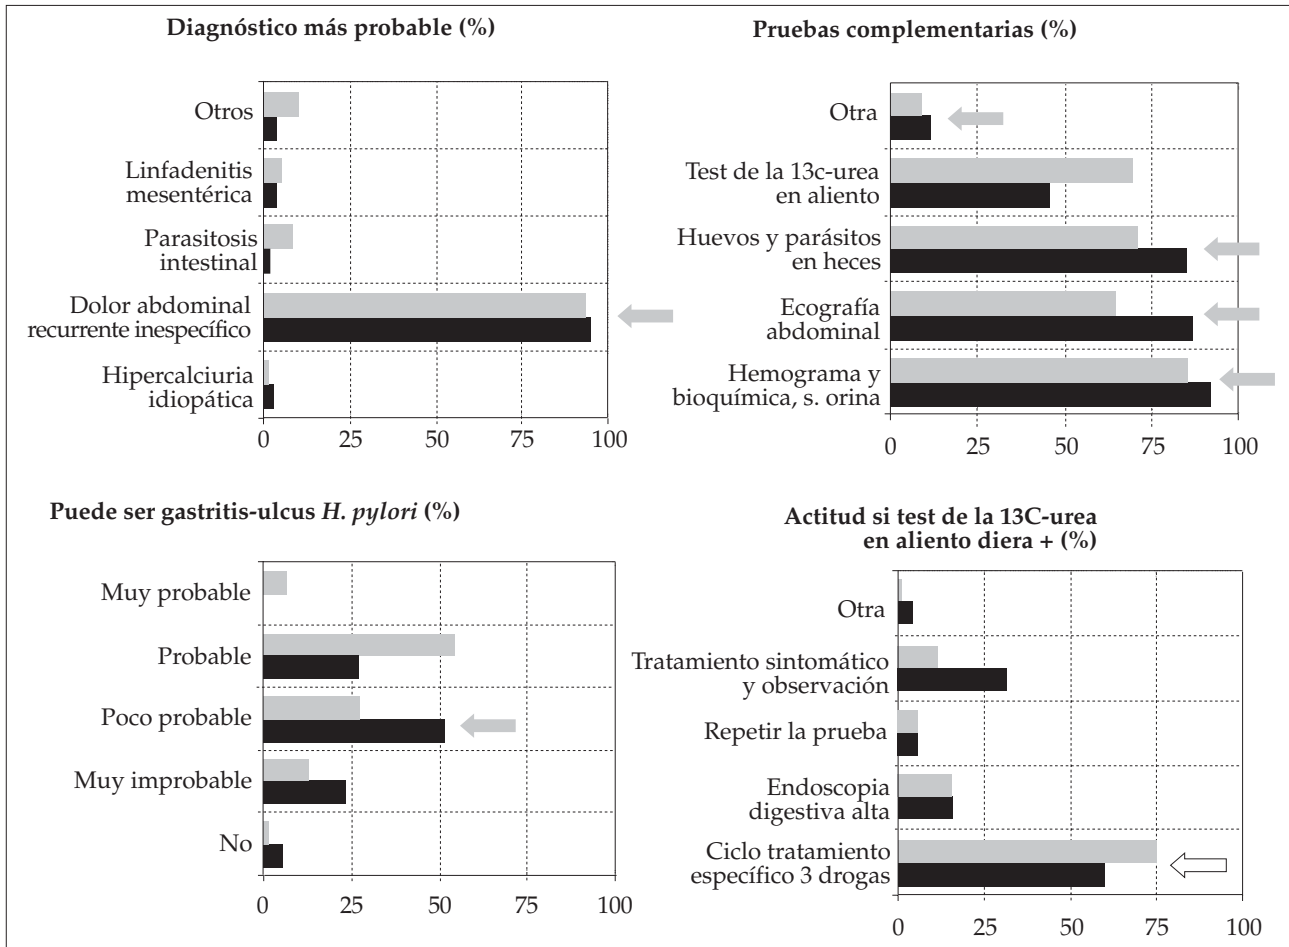 Diagnóstico más probable (%)
Otros
Linfadenitis
mesentérica
Parasitosis
intestinal
Dolor abdominal
recurrente inespecífico
Hipercalciuria
idiopática
0 25 50 75 100
Pruebas complementarias (%)
Otra
Test de la 13c-urea
en aliento
Huevos y parásitos
en heces
Ecografía
abdominal
Hemograma y
bioquímica, s. orina
0 25 50 75 100
Puede ser gastritis-ulcus H. pylori (%)
Muy probable
Probable
Poco probable
Muy improbable
No
0 25 50 75 100
Actitud si test de la 13C-urea
en aliento diera + (%)
Otra
Tratamiento sintomático
y observación
Repetir la prueba
Endoscopia
digestiva alta
Ciclo tratamiento
específico 3 drogas
0 25 50 75 100